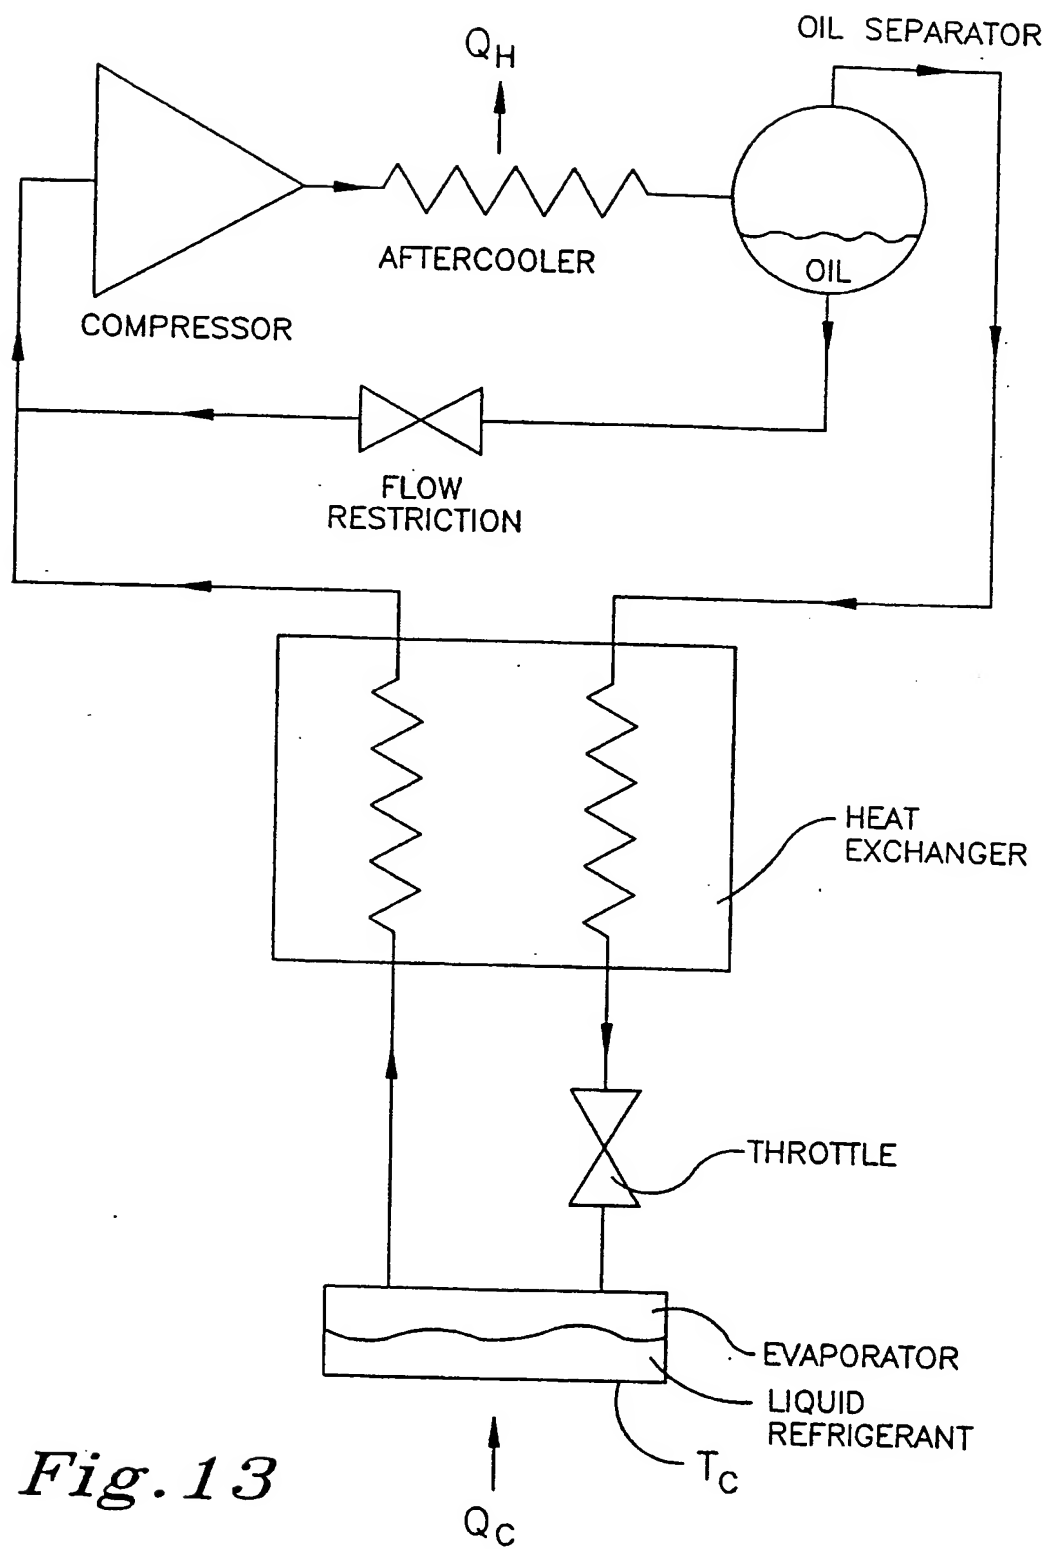 OIL SEPARATOR
Q_H
AFTERCOOLER
OIL
COMPRESSOR
FLOW
RESTRICTION
HEAT
EXCHANGER
THROTTLE
EVAPORATOR
LIQUID
REFRIGERANT
T_C
Q_C
Fig.13